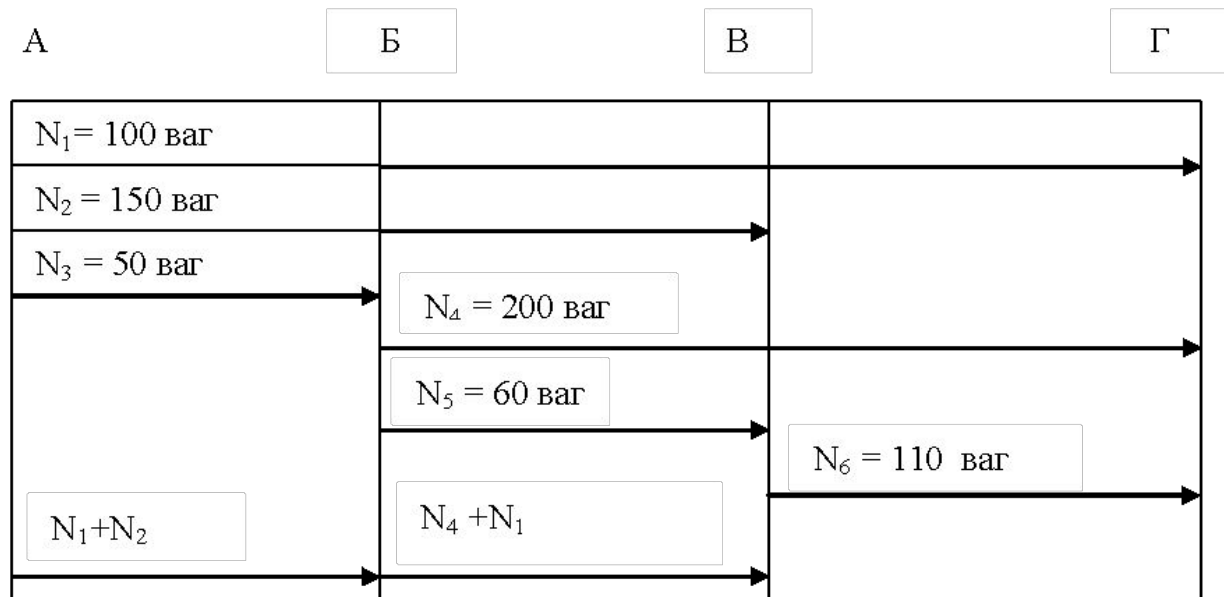 А Б В Г
N₁= 100 ваг
N₂ = 150 ваг
N₃ = 50 ваг
N₄ = 200 ваг
N₅ = 60 ваг
N₆ = 110 ваг
N₁+N₂ N₄ +N₁